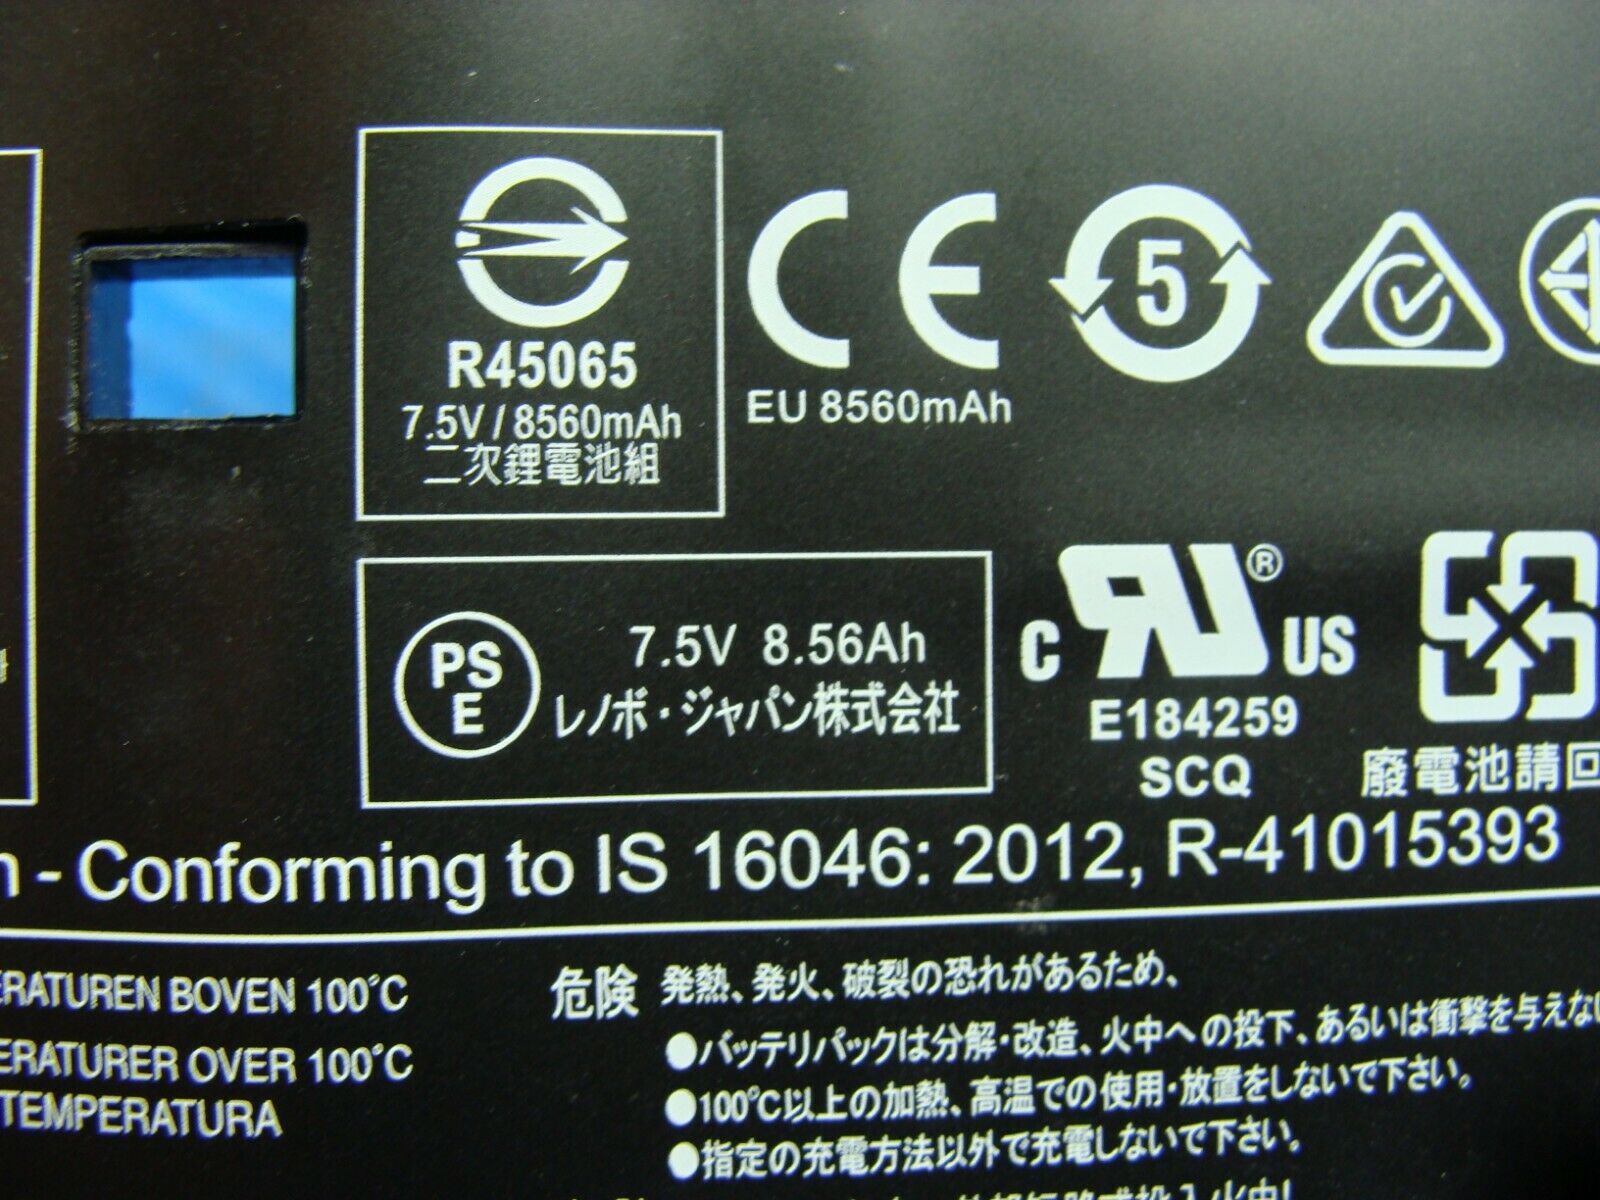 R45065
7.5V / 8560mAh
二次鋰電池組
CE
EU 8560mAh
5
PS
E
7.5V 8.56Ah
レノボ・ジャパン株式会社
C RU ® US
E184259
SCQ
廢電池請回
- Conforming to IS 16046: 2012, R-41015393
ERATUREN BOVEN 100°C
ERATURER OVER 100°C
TEMPERATURA
危険 発熱、発火、破裂の恐れがあるため、
●バッテリパックは分解・改造、火中への投下、あるいは衝撃を与えない
●100°C以上の加熱、高温での使用・放置をしないで下さい。
●指定の充電方法以外で充電しないで下さい。